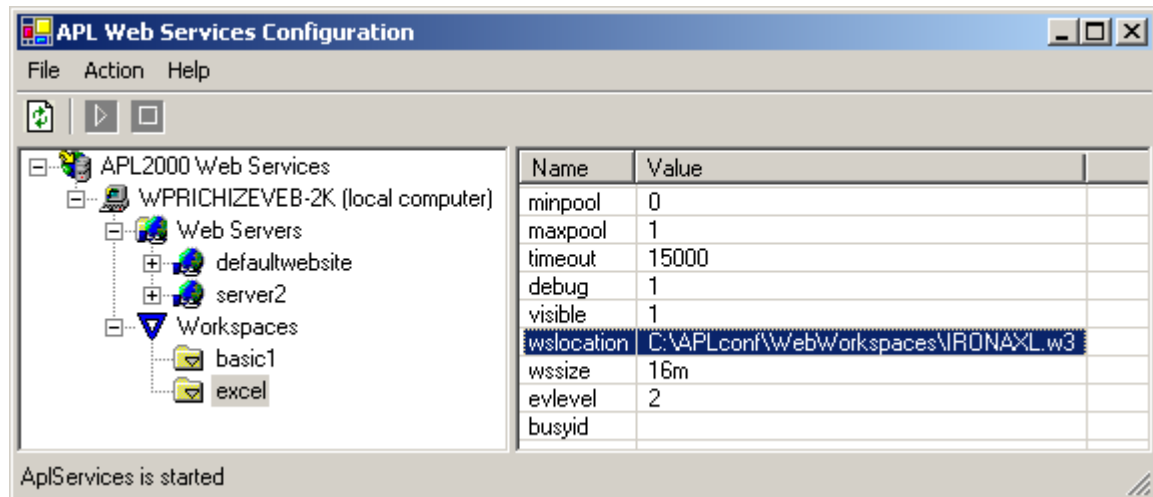 APL Web Services Configuration
File Action Help
APL2000 Web Services
WPRICHIZEVEB-2K (local computer)
Web Servers
defaultwebsite
server2
Workspaces
basic1
excel
Name Value
minpool 0
maxpool 1
timeout 15000
debug 1
visible 1
wslocation C:\APLconf\WebWorkspaces\IRONAXL.w3
wssize 16m
evlevel 2
busyid
AplServices is started